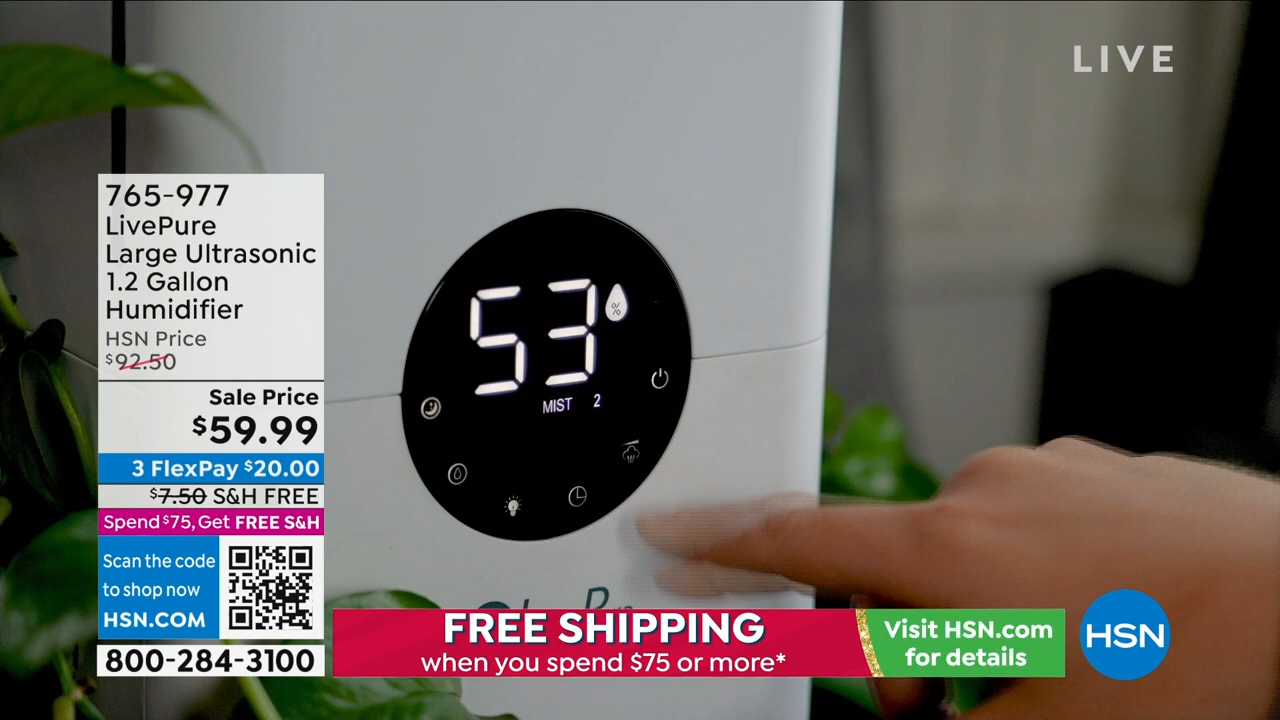 LIVE
765-977
LivePure
Large Ultrasonic
1.2 Gallon
Humidifier
HSN Price
$92.50
Sale Price
$59.99
3 FlexPay $20.00
$7.50 S&H FREE
Spend $75, Get FREE S&H
Scan the code
to shop now
HSN.COM
800-284-3100
53 %
MIST 2
FREE SHIPPING
when you spend $75 or more*
Visit HSN.com
for details
HSN